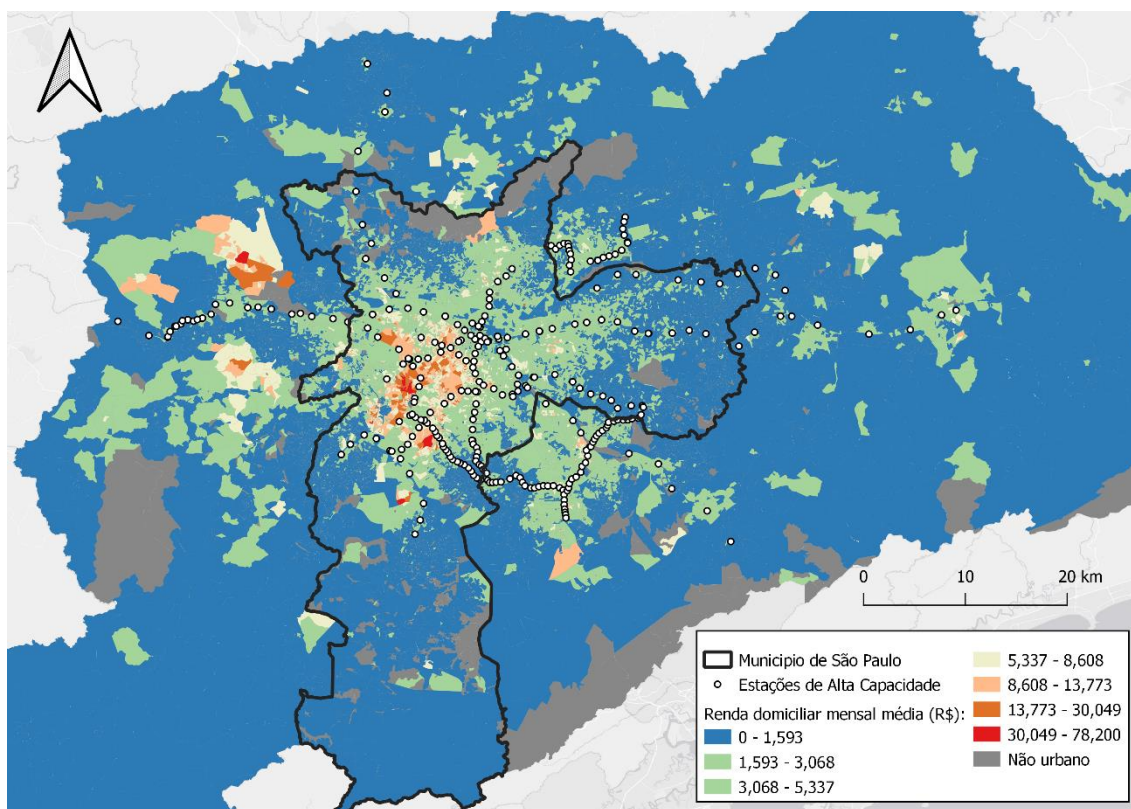 0 10 20 km
Municipio de São Paulo
Estações de Alta Capacidade
Renda domiciliar mensal média (R$):
0 - 1,593
1,593 - 3,068
3,068 - 5,337
5,337 - 8,608
8,608 - 13,773
13,773 - 30,049
30,049 - 78,200
Não urbano